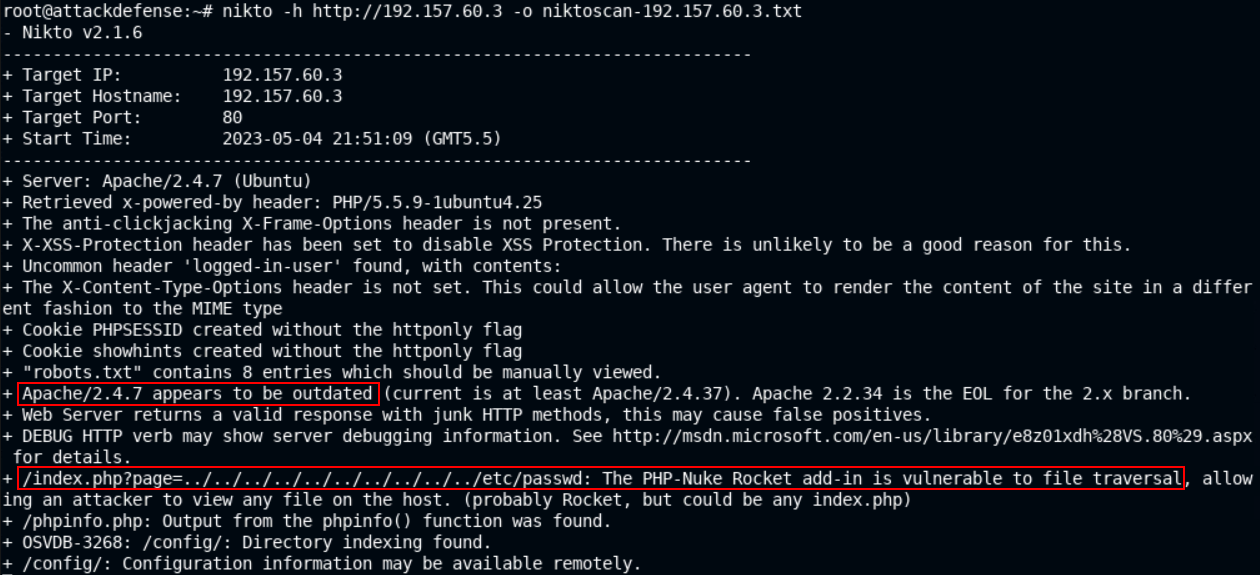 root@attackdefense:~# nikto -h http://192.157.60.3 -o niktoscan-192.157.60.3.txt
- Nikto v2.1.6
---------------------------------------------------------------------------
+ Target IP:          192.157.60.3
+ Target Hostname:    192.157.60.3
+ Target Port:        80
+ Start Time:         2023-05-04 21:51:09 (GMT5.5)
---------------------------------------------------------------------------
+ Server: Apache/2.4.7 (Ubuntu)
+ Retrieved x-powered-by header: PHP/5.5.9-1ubuntu4.25
+ The anti-clickjacking X-Frame-Options header is not present.
+ X-XSS-Protection header has been set to disable XSS Protection. There is unlikely to be a good reason for this.
+ Uncommon header 'logged-in-user' found, with contents:
+ The X-Content-Type-Options header is not set. This could allow the user agent to render the content of the site in a differ
ent fashion to the MIME type
+ Cookie PHPSESSID created without the httponly flag
+ Cookie showhints created without the httponly flag
+ "robots.txt" contains 8 entries which should be manually viewed.
+ Apache/2.4.7 appears to be outdated (current is at least Apache/2.4.37). Apache 2.2.34 is the EOL for the 2.x branch.
+ Web Server returns a valid response with junk HTTP methods, this may cause false positives.
+ DEBUG HTTP verb may show server debugging information. See http://msdn.microsoft.com/en-us/library/e8z01xdh%28VS.80%29.aspx
 for details.
+ /index.php?page=../../../../../../../../../../etc/passwd: The PHP-Nuke Rocket add-in is vulnerable to file traversal, allow
ing an attacker to view any file on the host. (probably Rocket, but could be any index.php)
+ /phpinfo.php: Output from the phpinfo() function was found.
+ OSVDB-3268: /config/: Directory indexing found.
+ /config/: Configuration information may be available remotely.